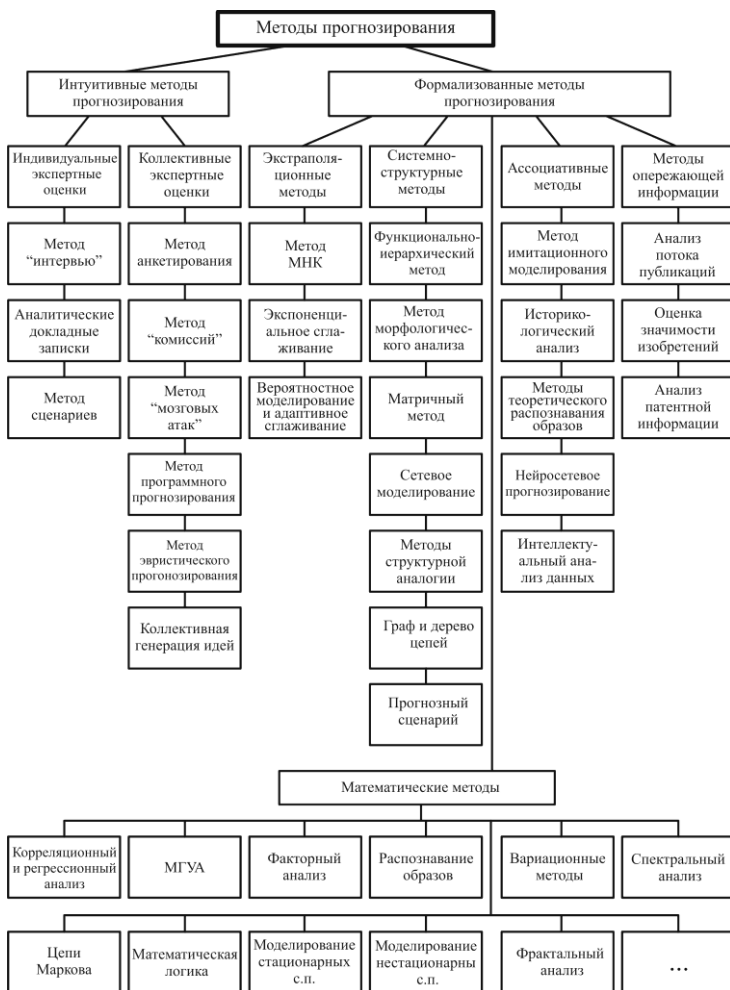 Методы прогнозирования
Интуитивные методы
прогнозирования
Формализованные методы
прогнозирования
Индивидуальные
экспертные
оценки
Коллективные
экспертные
оценки
Экстраполя-
ционные
методы
Системно-
структурные
методы
Ассоциативные
методы
Методы
опережающей
информации
Метод
“интервью”
Метод
анкетирования
Метод
МНК
Функционально-
иерархический
метод
Метод
имитационного
моделирования
Анализ
потока
публикаций
Аналитические
докладные
записки
Метод
“комиссий”
Экспоненци-
альное сгла-
живание
Метод
морфологичес-
кого анализа
Историко-
логический
анализ
Оценка
значимости
изобретений
Метод
сценариев
Метод
“мозговых
атак”
Вероятностное
моделирование
и адаптивное
сглаживание
Матричный
метод
Методы
теоретического
распознавания
образов
Анализ
патентной
информации
Метод
программного
прогнозирования
Сетевое
моделирование
Нейросетевое
прогнозирование
Метод
эвристического
прогонозирования
Методы
структурной
аналогии
Интеллекту-
альный анализ
данных
Коллективная
генерация идей
Граф и дерево
цепей
Прогнозный
сценарий
Математические методы
Корреляционный
и регрессионный
анализ
МГУА
Факторный
анализ
Распознавание
образов
Вариационные
методы
Спектральный
анализ
Цепи
Маркова
Математическая
логика
Моделирование
стационарных
с.п.
Моделирование
нестационарны
с.п.
Фрактальный
анализ
...